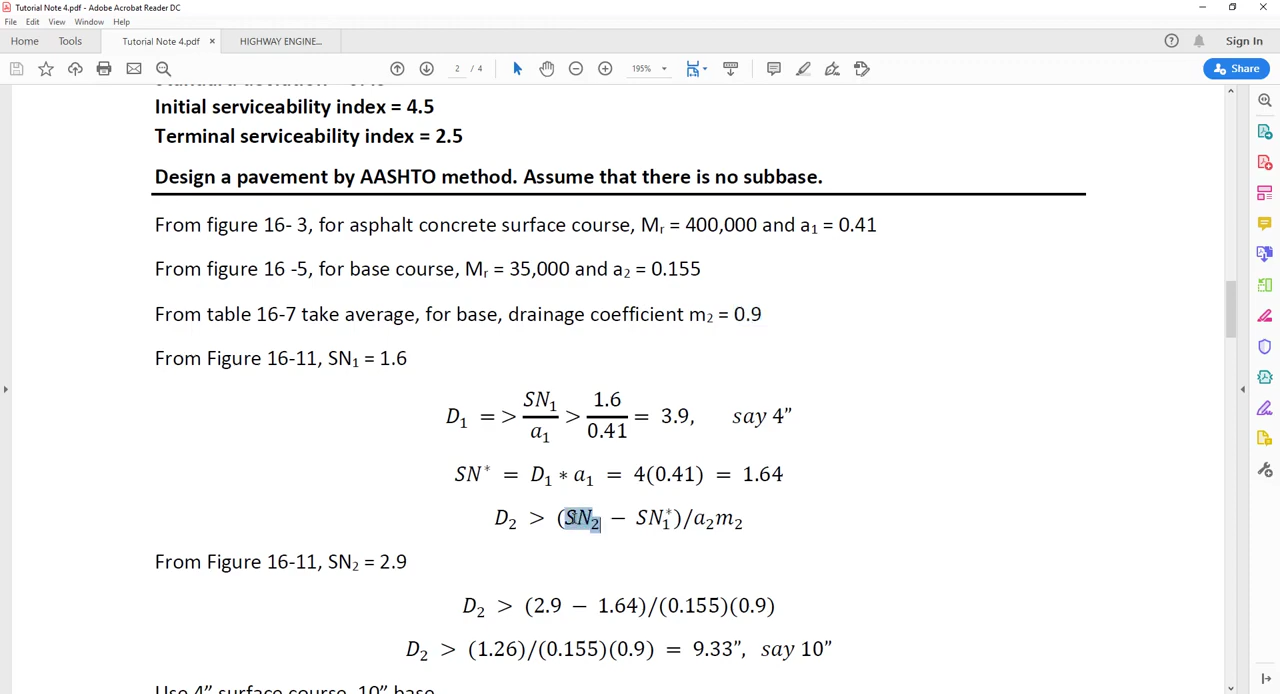 Tutorial Note 4.pdf - Adobe Acrobat Reader DC
File Edit View Window Help
Home Tools Tutorial Note 4.pdf × HIGHWAY ENGINE... Sign In
2 / 4 195% Share
Initial serviceability index = 4.5
Terminal serviceability index = 2.5
Design a pavement by AASHTO method. Assume that there is no subbase.
From figure 16- 3, for asphalt concrete surface course, Mr = 400,000 and a1 = 0.41
From figure 16 -5, for base course, Mr = 35,000 and a2 = 0.155
From table 16-7 take average, for base, drainage coefficient m2 = 0.9
From Figure 16-11, SN1 = 1.6
D1 => SN1/a1 > 1.6/0.41 = 3.9, say 4”
SN* = D1 * a1 = 4(0.41) = 1.64
D2 > (SN2 − SN1*)/a2m2
From Figure 16-11, SN2 = 2.9
D2 > (2.9 − 1.64)/(0.155)(0.9)
D2 > (1.26)/(0.155)(0.9) = 9.33”, say 10”
Use 4” surface course, 10” base